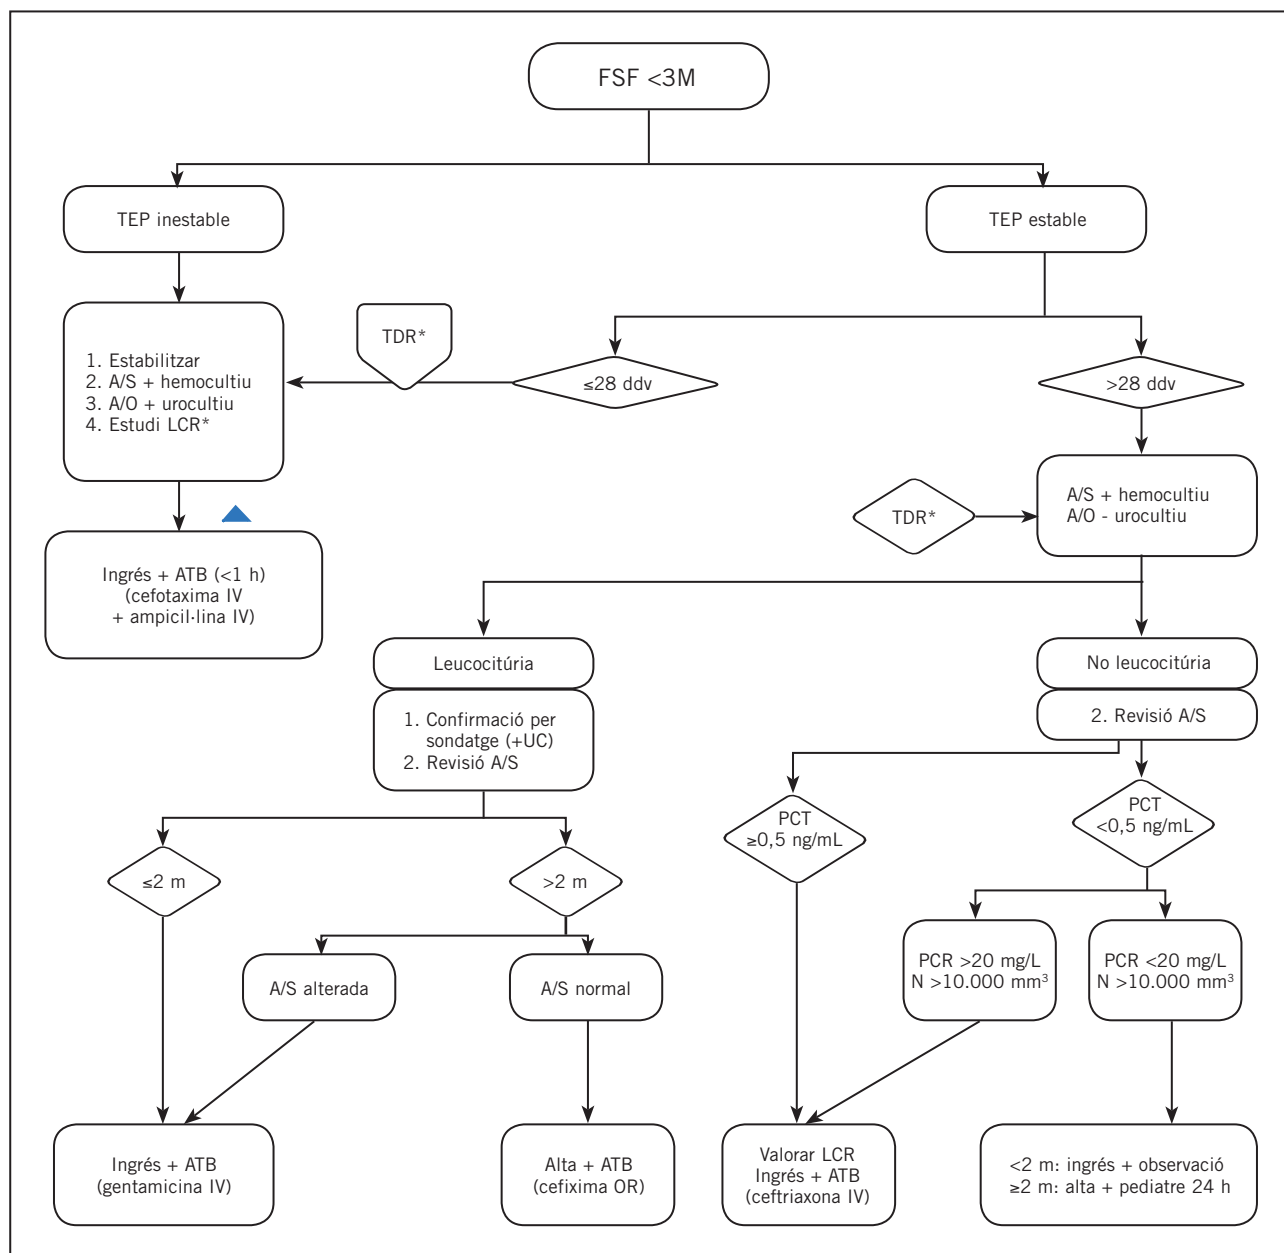 FSF <3M
TEP inestable
TEP estable
TDR*
≤28 ddv
>28 ddv
1. Estabilitzar
2. A/S + hemocultiu
3. A/O + urocultiu
4. Estudi LCR*
TDR*
A/S + hemocultiu
A/O - urocultiu
Ingrés + ATB (<1 h)
(cefotaxima IV
+ ampicil·lina IV)
Leucocitúria
No leucocitúria
1. Confirmació per
sondatge (+UC)
2. Revisió A/S
2. Revisió A/S
PCT
≥0,5 ng/mL
PCT
<0,5 ng/mL
≤2 m
>2 m
A/S alterada
A/S normal
PCR >20 mg/L
N >10.000 mm³
PCR <20 mg/L
N >10.000 mm³
Ingrés + ATB
(gentamicina IV)
Alta + ATB
(cefixima OR)
Valorar LCR
Ingrés + ATB
(ceftriaxona IV)
<2 m: ingrés + observació
≥2 m: alta + pediatre 24 h